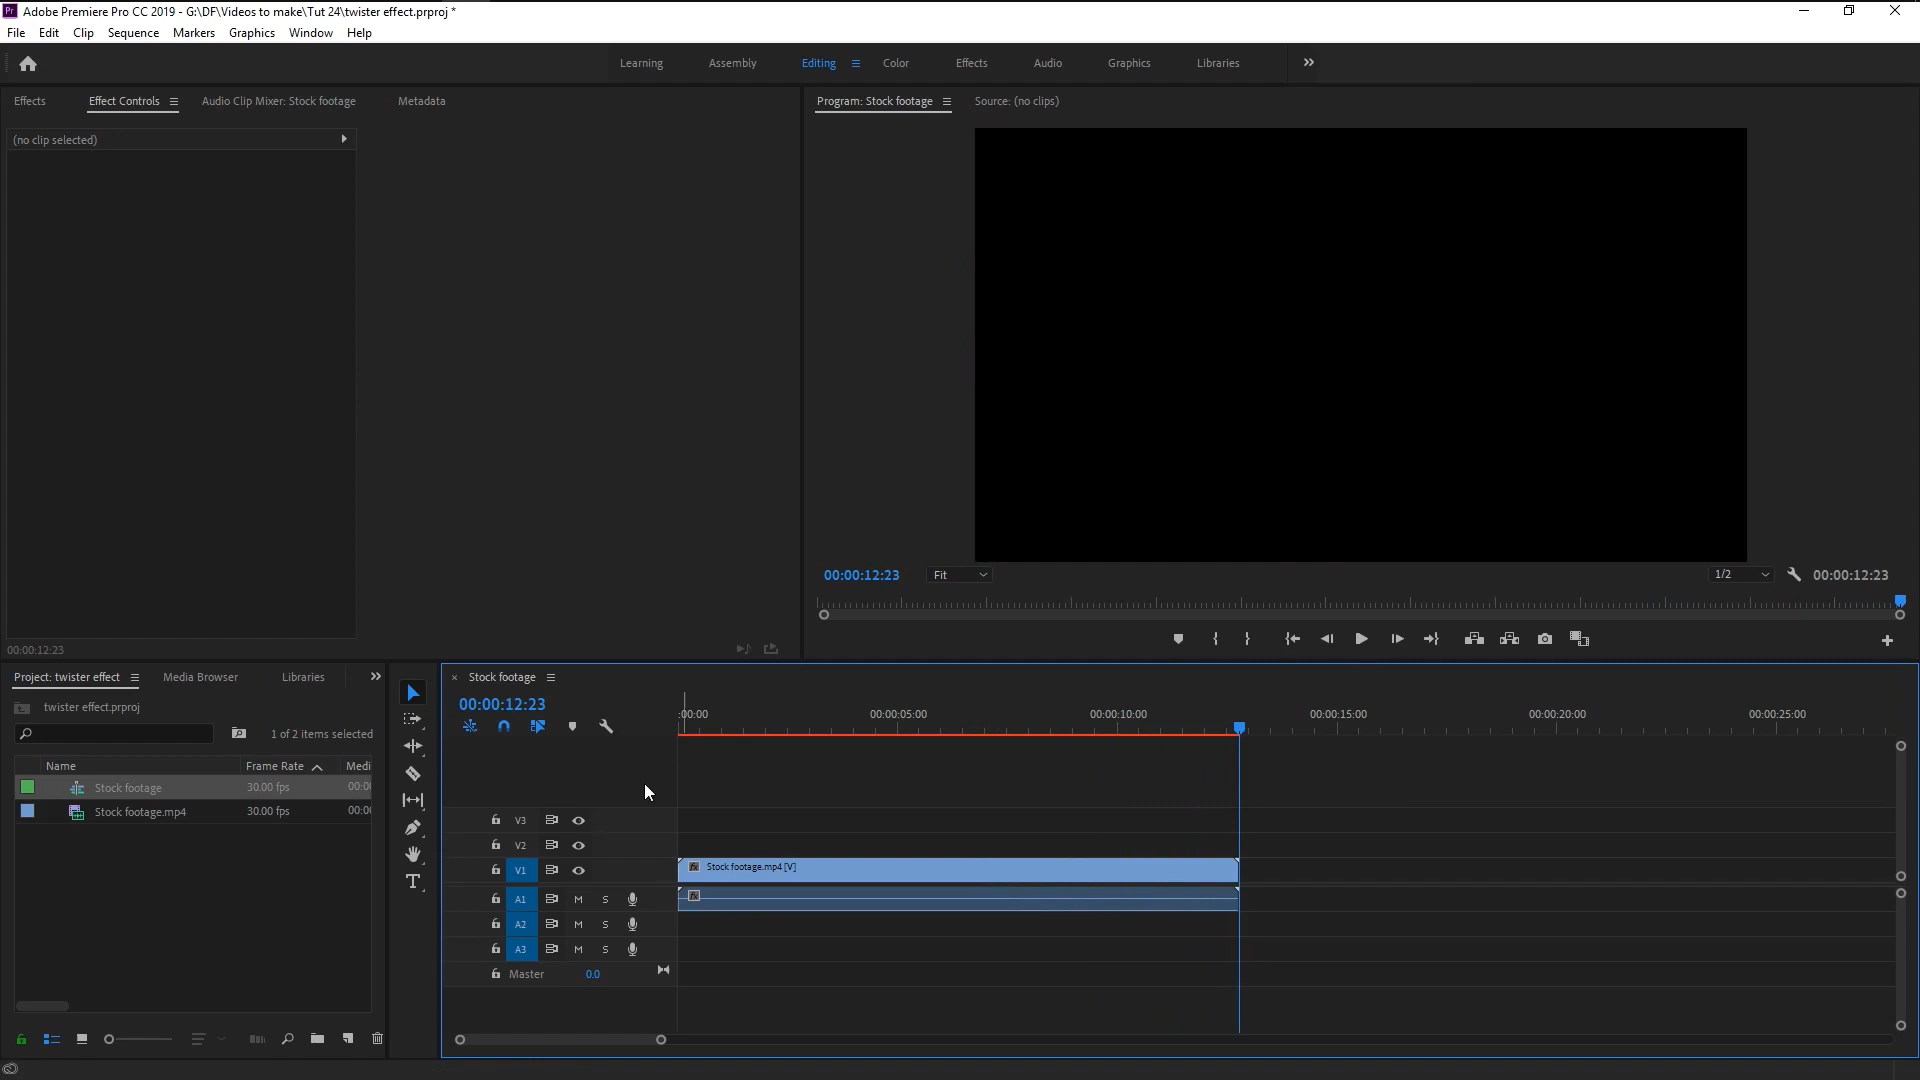 Adobe Premiere Pro CC 2019 - G:\DF\Videos to make\Tut 24\twister effect.prproj *
File Edit Clip Sequence Markers Graphics Window Help
Learning Assembly Editing Color Effects Audio Graphics Libraries
Effects Effect Controls Audio Clip Mixer: Stock footage Metadata
Program: Stock footage Source: (no clips)
(no clip selected)
00:00:12:23 Fit 1/2 00:00:12:23
00:00:12:23
Project: twister effect Media Browser Libraries
twister effect.prproj
1 of 2 items selected
Name Frame Rate Medi
Stock footage 30.00 fps 00:0
Stock footage.mp4 30.00 fps 00:0
Stock footage
00:00:12:23
:00:00 00:00:05:00 00:00:10:00 00:00:15:00 00:00:20:00 00:00:25:00
V3
V2
V1 Stock footage.mp4 [V]
A1 M S
A2 M S
A3 M S
Master 0.0